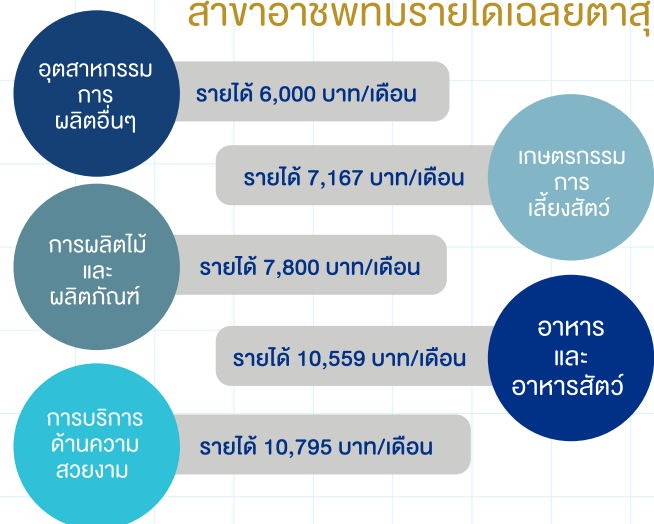 สาขาอาชีพที่มีรายได้เฉลี่ยต่ำสุ
อุตสาหกรรม
การ
ผลิตอื่นๆ
รายได้ 6,000 บาท/เดือน
เกษตรกรรม
การ
เลี้ยงสัตว์
รายได้ 7,167 บาท/เดือน
การผลิตไม้
และ
ผลิตภัณฑ์
รายได้ 7,800 บาท/เดือน
อาหาร
และ
อาหารสัตว์
รายได้ 10,559 บาท/เดือน
การบริการ
ด้านความ
สวยงาม
รายได้ 10,795 บาท/เดือน